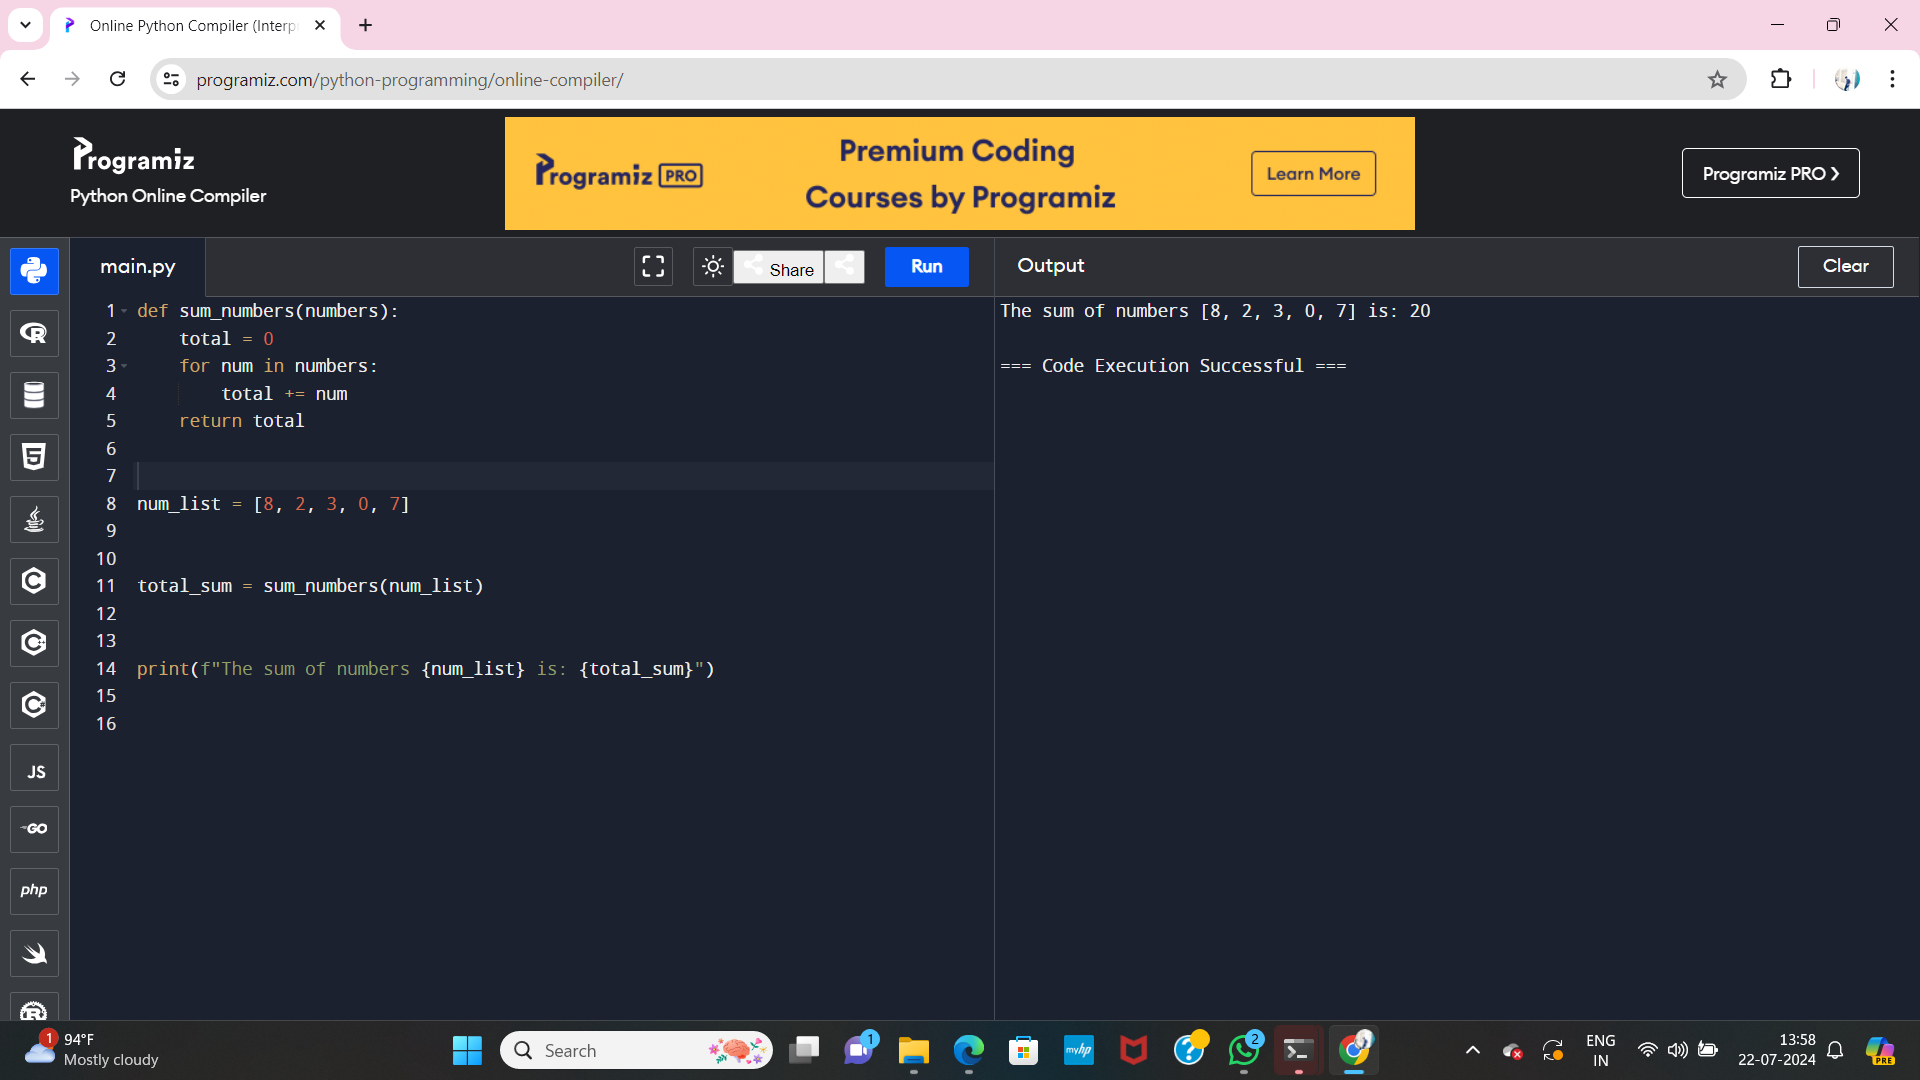 Online Python Compiler (Interp
programiz.com/python-programming/online-compiler/
Programiz
Python Online Compiler
Programiz PRO
Premium Coding
Courses by Programiz
Learn More
Programiz PRO ❯
main.py
Share
Run
Output
Clear
1 def sum_numbers(numbers):
2     total = 0
3     for num in numbers:
4         total += num
5     return total
6
7
8 num_list = [8, 2, 3, 0, 7]
9
10
11 total_sum = sum_numbers(num_list)
12
13
14 print(f"The sum of numbers {num_list} is: {total_sum}")
15
16
The sum of numbers [8, 2, 3, 0, 7] is: 20
=== Code Execution Successful ===
R
5
C
C
C
JS
GO
php
R
1
94°F
Mostly cloudy
Search
1
myhp
?
2
ENG
IN
13:58
22-07-2024
PRE